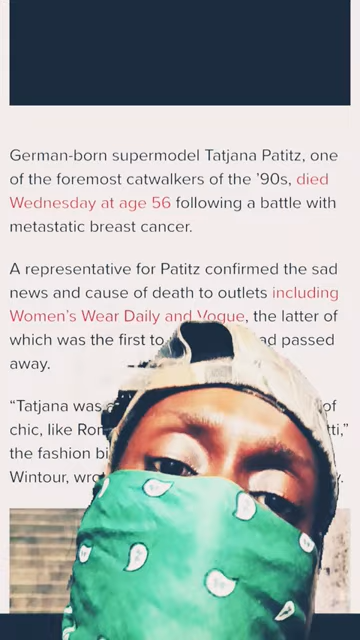 German-born supermodel Tatjana Patitz, one
of the foremost catwalkers of the ’90s, died
Wednesday at age 56 following a battle with
metastatic breast cancer.
A representative for Patitz confirmed the sad
news and cause of death to outlets including
Women’s Wear Daily and Vogue, the latter of
which was the first to passed
away.
“Tatjana was of
chic, like
the fashion
Wintour,